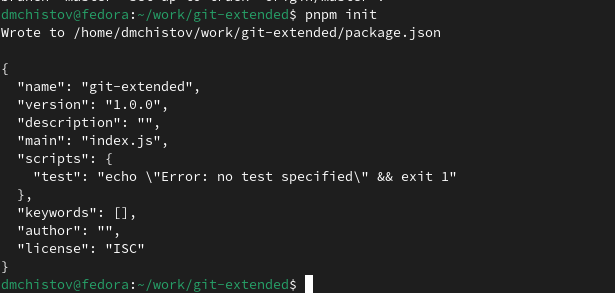 dmchistov@fedora:~/work/git-extended$ pnpm init
Wrote to /home/dmchistov/work/git-extended/package.json

{
  "name": "git-extended",
  "version": "1.0.0",
  "description": "",
  "main": "index.js",
  "scripts": {
    "test": "echo \"Error: no test specified\" && exit 1"
  },
  "keywords": [],
  "author": "",
  "license": "ISC"
}
dmchistov@fedora:~/work/git-extended$